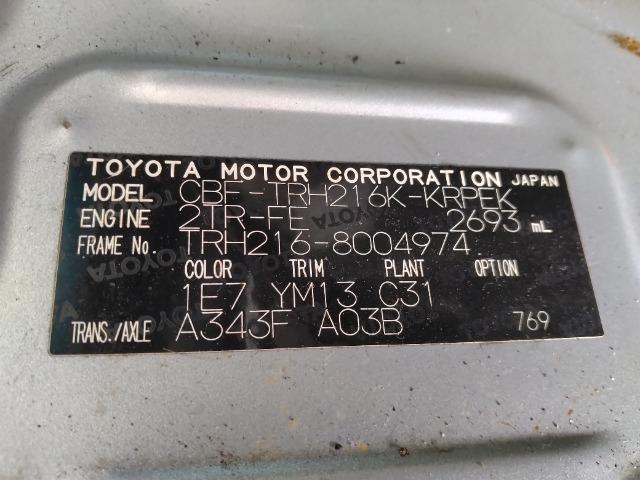 TOYOTA MOTOR CORPORATION JAPAN
MODEL CBF-TRH216K-KRPEK
ENGINE 2TR-FE 2693 mL
FRAME No. TRH216-8004974
COLOR TRIM PLANT OPTION
1E7 YM13 C31
TRANS./AXLE A343F A03B 769